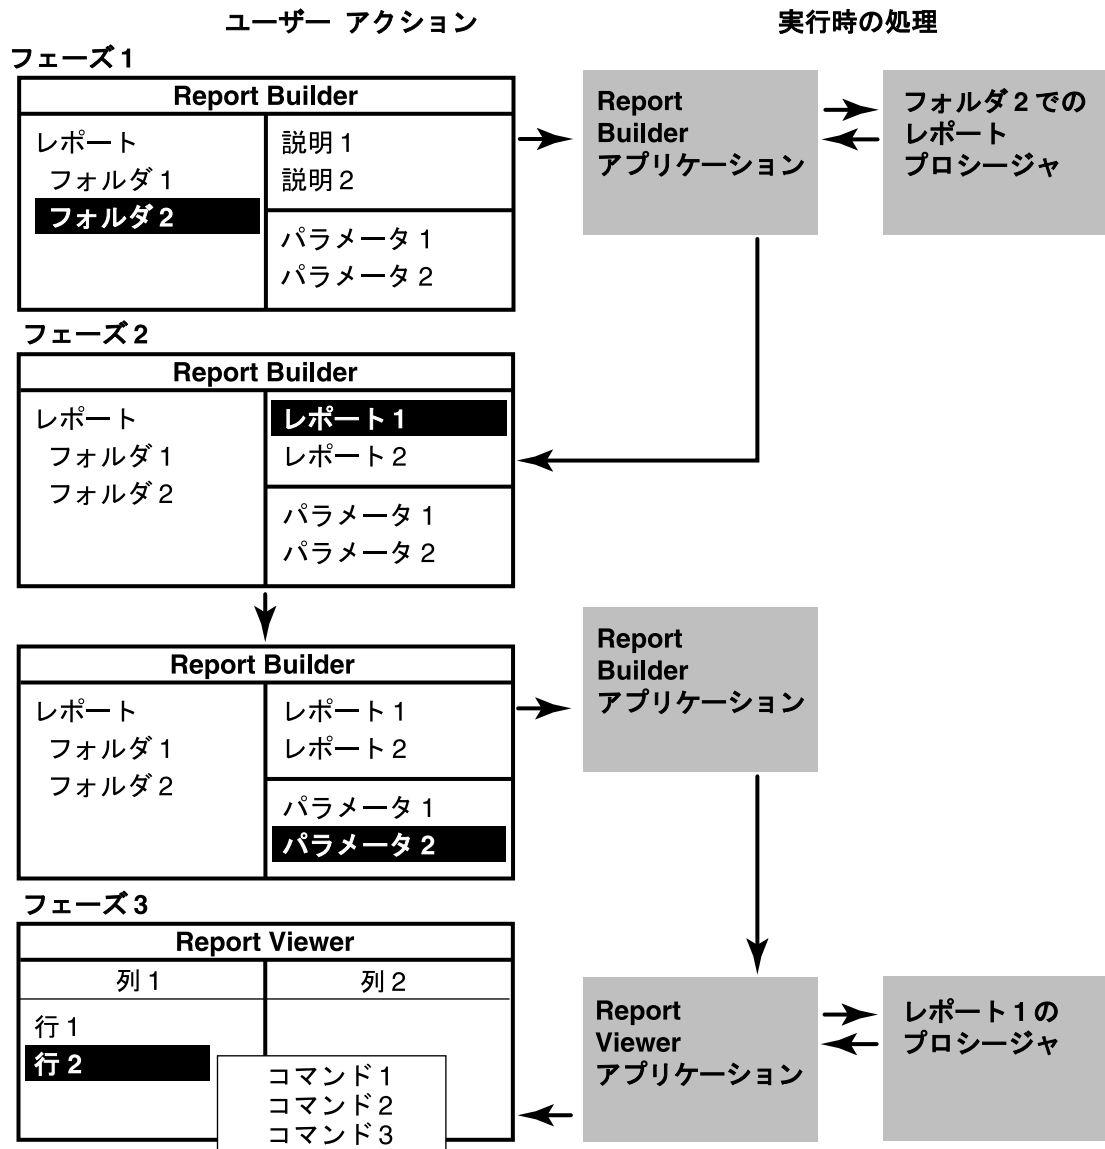 ユーザー アクション
実行時の処理
フェーズ 1
Report Builder
レポート
フォルダ 1
フォルダ 2
説明 1
説明 2
パラメータ 1
パラメータ 2
Report
Builder
アプリケーション
フォルダ 2 での
レポート
プロシージャ
フェーズ 2
Report Builder
レポート
フォルダ 1
フォルダ 2
レポート 1
レポート 2
パラメータ 1
パラメータ 2
Report Builder
レポート
フォルダ 1
フォルダ 2
レポート 1
レポート 2
パラメータ 1
パラメータ 2
Report
Builder
アプリケーション
フェーズ 3
Report Viewer
列 1
列 2
行 1
行 2
コマンド 1
コマンド 2
コマンド 3
Report
Viewer
アプリケーション
レポート 1 の
プロシージャ